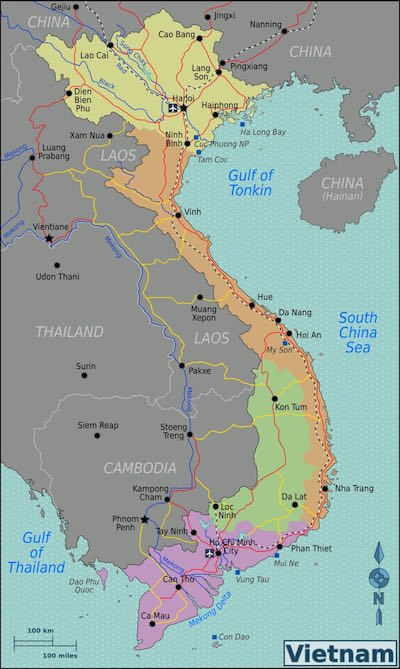 Gejiu
Jingxi
Nanning
CHINA
Cao Bang
CHINA
Lao Cai
Song Chay
Lang
Son
Pingxiang
Red
Black
Dien
Bien
Phu
Hanoi
Haiphong
Xam Nua
Ninh
Binh
Ha Long Bay
Cuc Phuong NP
Tam Coc
Mekong
Luang
Prabang
LAOS
Gulf of
Tonkin
CHINA
(Hainan)
Vinh
Vientiane
Mekong
Mekong
Udon Thani
Muang
Xepon
Hue
Da Nang
Hoi An
South
China
Sea
THAILAND
LAOS
My Son
Surin
Pakxe
Mekong
Kon Tum
Siem Reap
Stoeng
Treng
CAMBODIA
Kampong
Cham
Loc
Ninh
Da Lat
Nha Trang
Phnom
Penh
Tay Ninh
Ho Chi Minh
City
Phan Thiet
Gulf
of
Thailand
Mekong
Mui Ne
Dao Phu
Quoc
Can Tho
Vung Tau
Ca Mau
Mekong Delta
N
Con Dao
100 km
100 miles
Vietnam